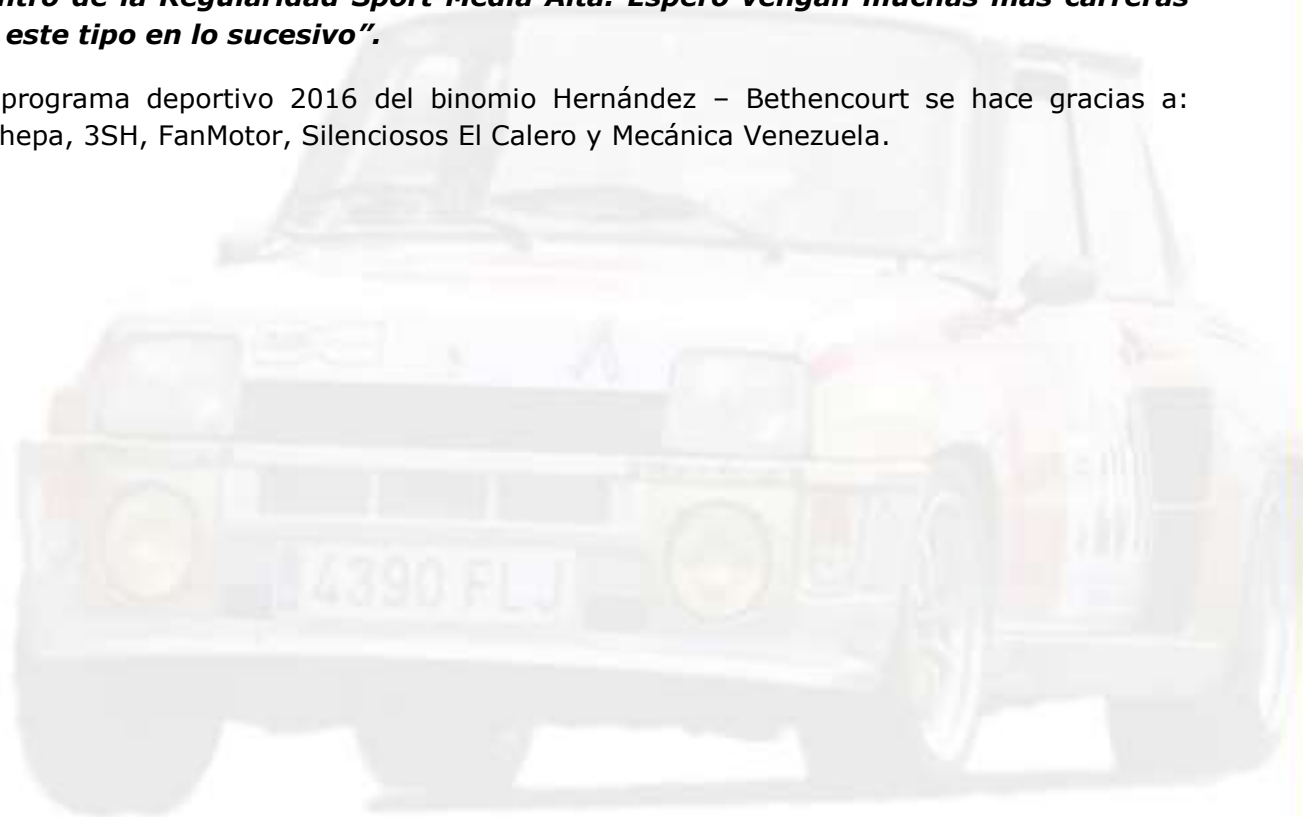 ntro de la Regularidad Sport Media Alta. Espero vengan muchas más carreras
este tipo en lo sucesivo”.
programa deportivo 2016 del binomio Hernández – Bethencourt se hace gracias a:
hepa, 3SH, FanMotor, Silenciosos El Calero y Mecánica Venezuela.
4390 FLJ